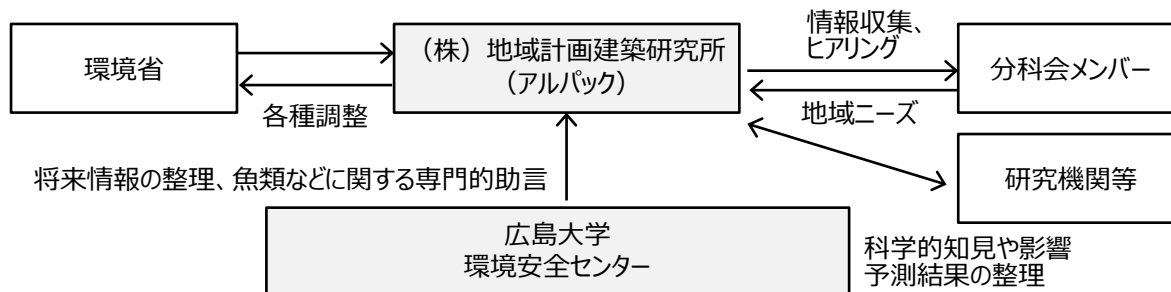 環境省
各種調整
（株）地域計画建築研究所
（アルパック）
情報収集、
ヒアリング
地域ニーズ
分科会メンバー
研究機関等
将来情報の整理、魚類などに関する専門的助言
広島大学
環境安全センター
科学的知見や影響
予測結果の整理